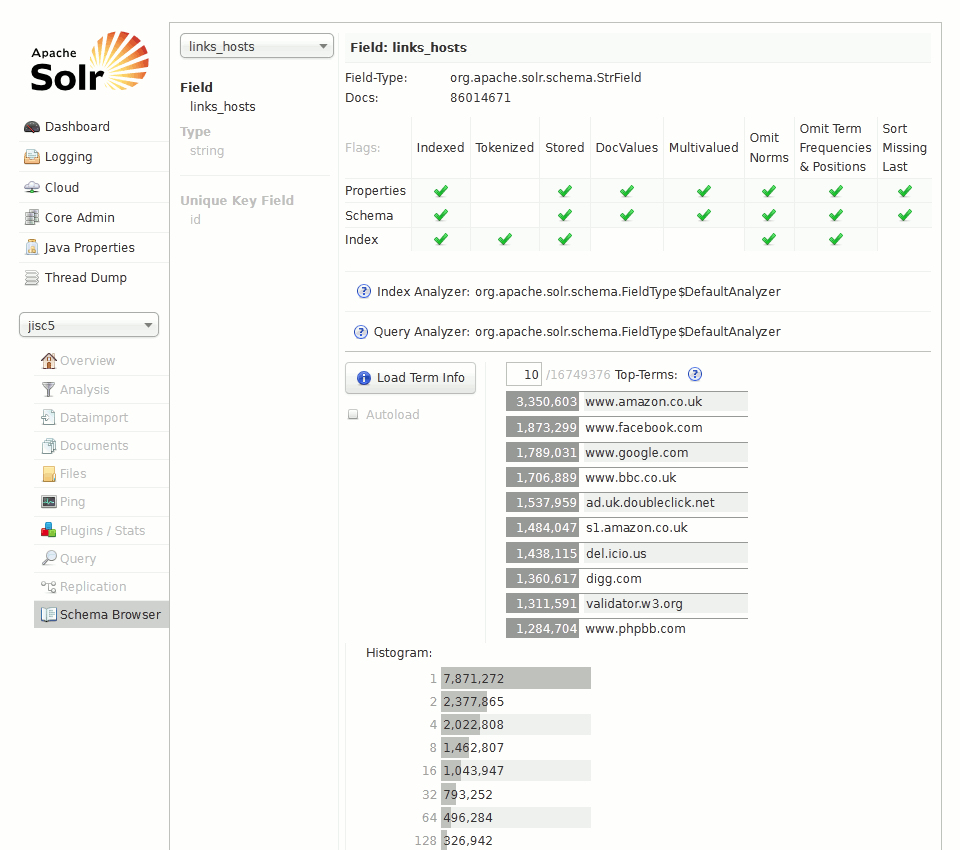 Apache
Solr
Dashboard
Logging
Cloud
Core Admin
Java Properties
Thread Dump
jisc5
Overview
Analysis
Dataimport
Documents
Files
Ping
Plugins / Stats
Query
Replication
Schema Browser
links_hosts
Field
links_hosts
Type
string
Unique Key Field
id
Field: links_hosts
Field-Type: org.apache.solr.schema.StrField
Docs: 86014671
Flags: Indexed Tokenized Stored DocValues Multivalued Omit Norms Omit Term Frequencies & Positions Sort Missing Last
Properties
Schema
Index
Index Analyzer: org.apache.solr.schema.FieldType$DefaultAnalyzer
Query Analyzer: org.apache.solr.schema.FieldType$DefaultAnalyzer
Load Term Info
Autoload
10 /16749376 Top-Terms:
3,350,603 www.amazon.co.uk
1,873,299 www.facebook.com
1,789,031 www.google.com
1,706,889 www.bbc.co.uk
1,537,959 ad.uk.doubleclick.net
1,484,047 s1.amazon.co.uk
1,438,115 del.icio.us
1,360,617 digg.com
1,311,591 validator.w3.org
1,284,704 www.phpbb.com
Histogram:
1 7,871,272
2 2,377,865
4 2,022,808
8 1,462,807
16 1,043,947
32 793,252
64 496,284
128 326,942